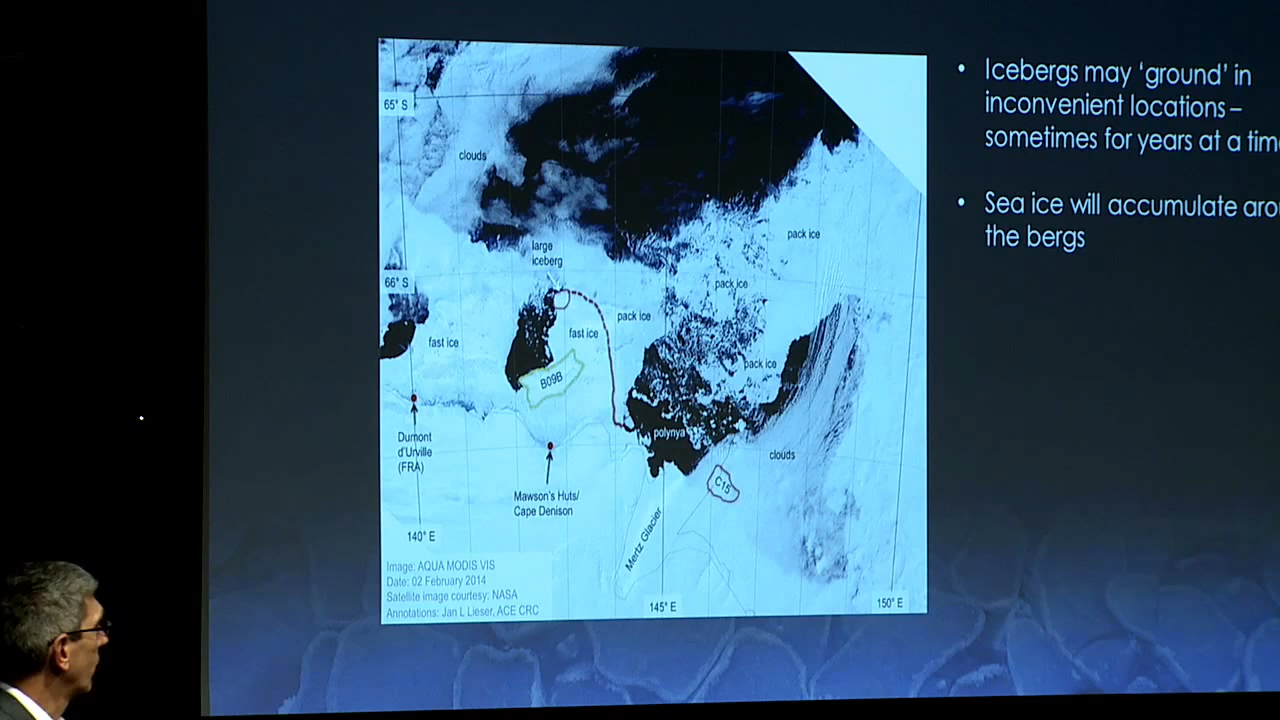 • Icebergs may ‘ground’ in
inconvenient locations –
sometimes for years at a
• Sea ice will accumulate
the bergs
65° S
clouds
large
iceberg
pack ice
66° S
pack ice
pack ice
fast ice
fast ice
pack ice
B09B
polynya
clouds
Dumont
d'Urville
(FRA)
C15
Mawson's Huts/
Cape Denison
Mertz Glacier
140° E
Image: AQUA MODIS VIS
Date: 02 February 2014
Satellite image courtesy: NASA
Annotations: Jan L Lieser, ACE CRC
145° E
150° E